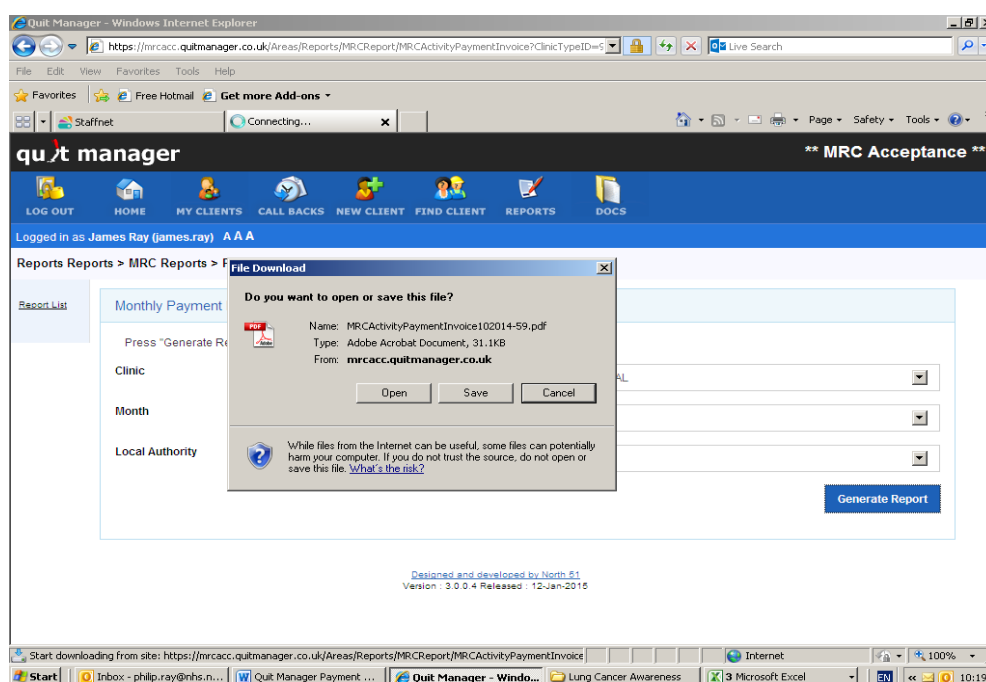 Quit Manager - Windows Internet Explorer
https://mrcacc.quitmanager.co.uk/Areas/Reports/MRCReport/MRCActivityPaymentInvoice?ClinicTypeID=
Live Search
File Edit View Favorites Tools Help
Favorites Free Hotmail Get more Add-ons
Staffnet Connecting... Page Safety Tools
quit manager ** MRC Acceptance **
LOG OUT HOME MY CLIENTS CALL BACKS NEW CLIENT FIND CLIENT REPORTS DOCS
Logged in as James Ray (james.ray) A A A
Reports Reports > MRC Reports >
File Download
Report List
Monthly Payment
Do you want to open or save this file?
PDF
Adobe
Name: MRCActivityPaymentInvoice102014-59.pdf
Type: Adobe Acrobat Document, 31.1KB
From: mrcacc.quitmanager.co.uk
Press "Generate Re
Clinic
AL
Open Save Cancel
Month
While files from the Internet can be useful, some files can potentially
harm your computer. If you do not trust the source, do not open or
save this file. What's the risk?
Local Authority
Generate Report
Designed and developed by North 51
Version : 3.0.0.4 Released : 12-Jan-2015
Start downloading from site: https://mrcacc.quitmanager.co.uk/Areas/Reports/MRCReport/MRCActivityPaymentInvoice
Internet 100%
Start Inbox - philip.ray@nhs.n... Quit Manager Payment ... Quit Manager - Windo... Lung Cancer Awareness 3 Microsoft Excel EN « 10:19